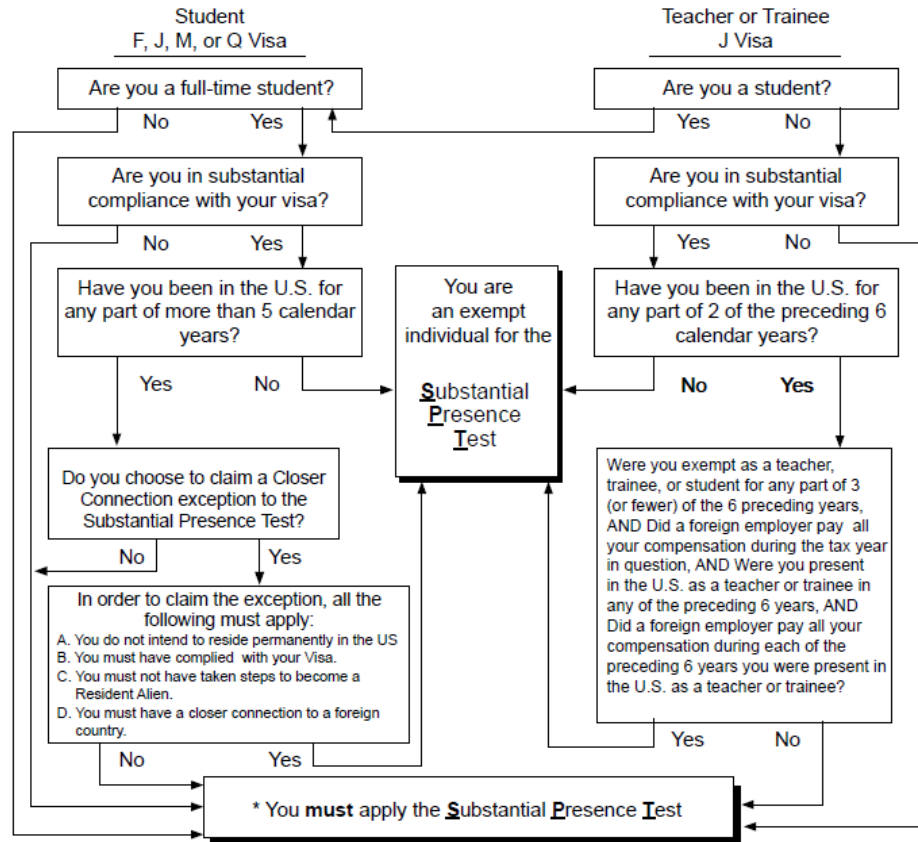 Student
F, J, M, or Q Visa
Teacher or Trainee
J Visa
Are you a full-time student?
Are you a student?
No
Yes
Yes
No
Are you in substantial
compliance with your visa?
Are you in substantial
compliance with your visa?
No
Yes
Yes
No
Have you been in the U.S. for
any part of more than 5 calendar
years?
You are
an exempt
individual for the
Substantial
Presence
Test
Have you been in the U.S. for
any part of 2 of the preceding 6
calendar years?
Yes
No
No
Yes
Do you choose to claim a Closer
Connection exception to the
Substantial Presence Test?
No
Yes
Were you exempt as a teacher,
trainee, or student for any part of 3
(or fewer) of the 6 preceding years,
AND Did a foreign employer pay all
your compensation during the tax year
in question, AND Were you present
in the U.S. as a teacher or trainee in
any of the preceding 6 years, AND
Did a foreign employer pay all your
compensation during each of the
preceding 6 years you were present in
the U.S. as a teacher or trainee?
In order to claim the exception, all the
following must apply:
A. You do not intend to reside permanently in the US
B. You must have complied with your Visa.
C. You must not have taken steps to become a
Resident Alien.
D. You must have a closer connection to a foreign
country.
No
Yes
Yes
No
* You must apply the Substantial Presence Test